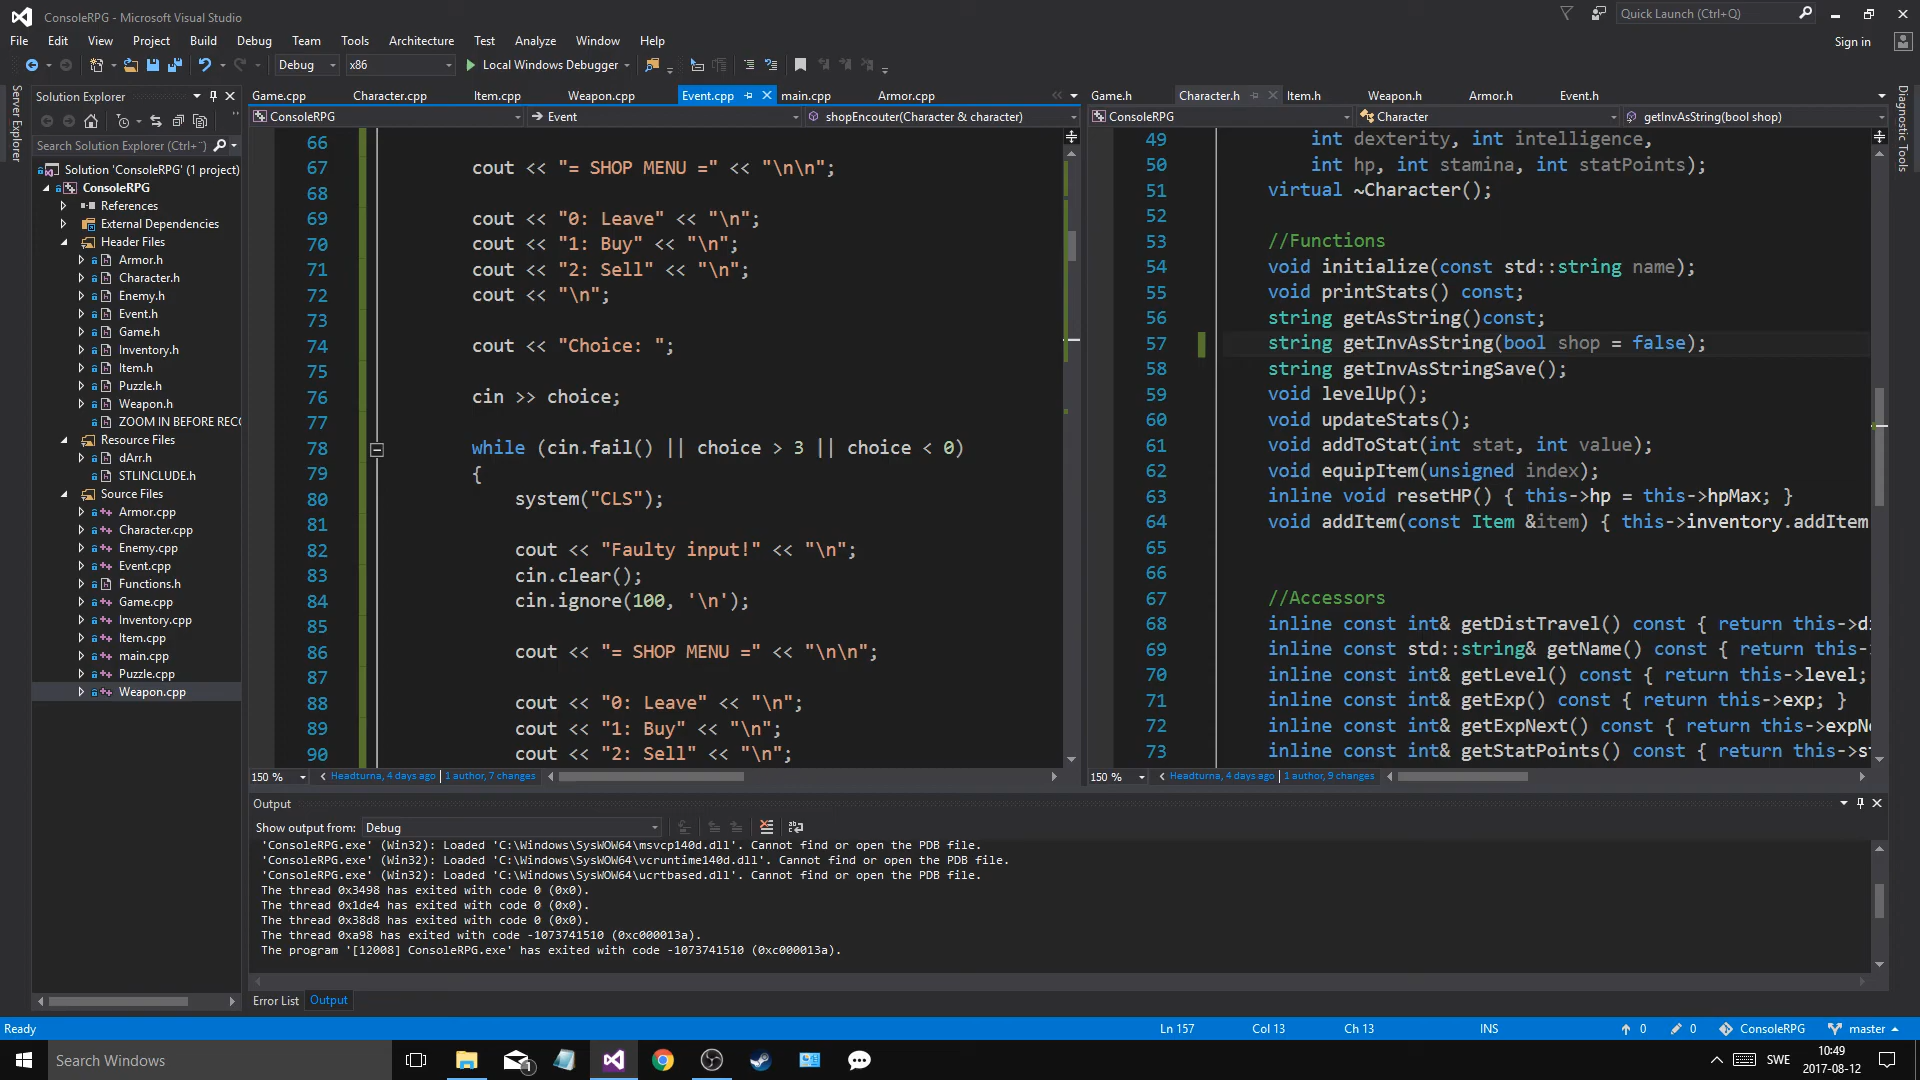 ConsoleRPG - Microsoft Visual Studio
Quick Launch (Ctrl+Q)
File Edit View Project Build Debug Team Tools Architecture Test Analyze Window Help
Sign in
Debug x86 Local Windows Debugger
Server Explorer
Solution Explorer
Search Solution Explorer (Ctrl+¨)
Solution 'ConsoleRPG' (1 project)
ConsoleRPG
References
External Dependencies
Header Files
Armor.h
Character.h
Enemy.h
Event.h
Game.h
Inventory.h
Item.h
Puzzle.h
Weapon.h
ZOOM IN BEFORE REC
Resource Files
dArr.h
STLINCLUDE.h
Source Files
Armor.cpp
Character.cpp
Enemy.cpp
Event.cpp
Functions.h
Game.cpp
Inventory.cpp
Item.cpp
main.cpp
Puzzle.cpp
Weapon.cpp
Game.cpp Character.cpp Item.cpp Weapon.cpp Event.cpp main.cpp Armor.cpp
ConsoleRPG Event shopEncouter(Character & character)
66
67 cout << "= SHOP MENU =" << "\n\n";
68
69 cout << "0: Leave" << "\n";
70 cout << "1: Buy" << "\n";
71 cout << "2: Sell" << "\n";
72 cout << "\n";
73
74 cout << "Choice: ";
75
76 cin >> choice;
77
78 while (cin.fail() || choice > 3 || choice < 0)
79 {
80 system("CLS");
81
82 cout << "Faulty input!" << "\n";
83 cin.clear();
84 cin.ignore(100, '\n');
85
86 cout << "= SHOP MENU =" << "\n\n";
87
88 cout << "0: Leave" << "\n";
89 cout << "1: Buy" << "\n";
90 cout << "2: Sell" << "\n";
150 % Headturna, 4 days ago | 1 author, 7 changes
Game.h Character.h Item.h Weapon.h Armor.h Event.h
ConsoleRPG Character getInvAsString(bool shop)
49 int dexterity, int intelligence,
50 int hp, int stamina, int statPoints);
51 virtual ~Character();
52
53 //Functions
54 void initialize(const std::string name);
55 void printStats() const;
56 string getAsString()const;
57 string getInvAsString(bool shop = false);
58 string getInvAsStringSave();
59 void levelUp();
60 void updateStats();
61 void addToStat(int stat, int value);
62 void equipItem(unsigned index);
63 inline void resetHP() { this->hp = this->hpMax; }
64 void addItem(const Item &item) { this->inventory.addItem
65
66
67 //Accessors
68 inline const int& getDistTravel() const { return this->di
69 inline const std::string& getName() const { return this-
70 inline const int& getLevel() const { return this->level;
71 inline const int& getExp() const { return this->exp; }
72 inline const int& getExpNext() const { return this->expNe
73 inline const int& getStatPoints() const { return this->st
150 % Headturna, 4 days ago | 1 author, 9 changes
Diagnostic Tools
Output
Show output from: Debug
'ConsoleRPG.exe' (Win32): Loaded 'C:\Windows\SysWOW64\msvcp140d.dll'. Cannot find or open the PDB file.
'ConsoleRPG.exe' (Win32): Loaded 'C:\Windows\SysWOW64\vcruntime140d.dll'. Cannot find or open the PDB file.
'ConsoleRPG.exe' (Win32): Loaded 'C:\Windows\SysWOW64\ucrtbased.dll'. Cannot find or open the PDB file.
The thread 0x3498 has exited with code 0 (0x0).
The thread 0x1de4 has exited with code 0 (0x0).
The thread 0x38d8 has exited with code 0 (0x0).
The thread 0xa98 has exited with code -1073741510 (0xc000013a).
The program '[12008] ConsoleRPG.exe' has exited with code -1073741510 (0xc000013a).
Error List Output
Ready Ln 157 Col 13 Ch 13 INS 0 0 ConsoleRPG master
Search Windows
1
SWE
10:49
2017-08-12